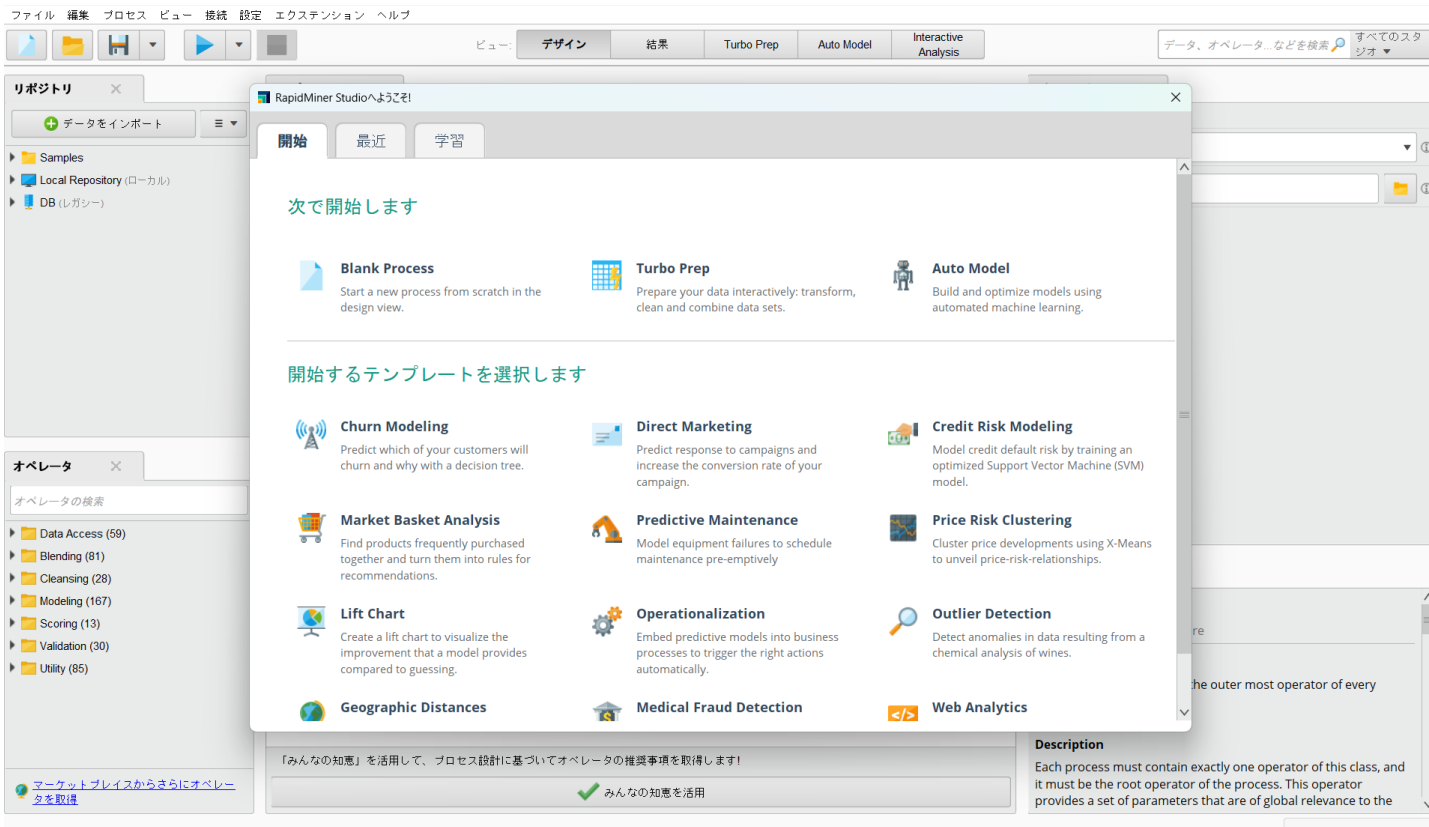 ファイル 編集 プロセス ビュー 接続 設定 エクステンション ヘルプ
ビュー:
デザイン
結果
Turbo Prep
Auto Model
Interactive
Analysis
データ、オペレータ...などを検索
すべてのスタ
ジオ ▼
リポジトリ
データをインポート
Samples
Local Repository (ローカル)
DB (レガシー)
オペレータ
オペレータの検索
Data Access (59)
Blending (81)
Cleansing (28)
Modeling (167)
Scoring (13)
Validation (30)
Utility (85)
マーケットプレイスからさらにオペレー
タを取得
RapidMiner Studioへようこそ!
開始
最近
学習
次で開始します
Blank Process
Start a new process from scratch in the
design view.
Turbo Prep
Prepare your data interactively: transform,
clean and combine data sets.
Auto Model
Build and optimize models using
automated machine learning.
開始するテンプレートを選択します
Churn Modeling
Predict which of your customers will
churn and why with a decision tree.
Direct Marketing
Predict response to campaigns and
increase the conversion rate of your
campaign.
Credit Risk Modeling
Model credit default risk by training an
optimized Support Vector Machine (SVM)
model.
Market Basket Analysis
Find products frequently purchased
together and turn them into rules for
recommendations.
Predictive Maintenance
Model equipment failures to schedule
maintenance pre-emptively
Price Risk Clustering
Cluster price developments using X-Means
to unveil price-risk-relationships.
Lift Chart
Create a lift chart to visualize the
improvement that a model provides
compared to guessing.
Operationalization
Embed predictive models into business
processes to trigger the right actions
automatically.
Outlier Detection
Detect anomalies in data resulting from a
chemical analysis of wines.
Geographic Distances
Medical Fraud Detection
Web Analytics
「みんなの知恵」を活用して、プロセス設計に基づいてオペレータの推奨事項を取得します!
みんなの知恵を活用
re
the outer most operator of every
Description
Each process must contain exactly one operator of this class, and
it must be the root operator of the process. This operator
provides a set of parameters that are of global relevance to the